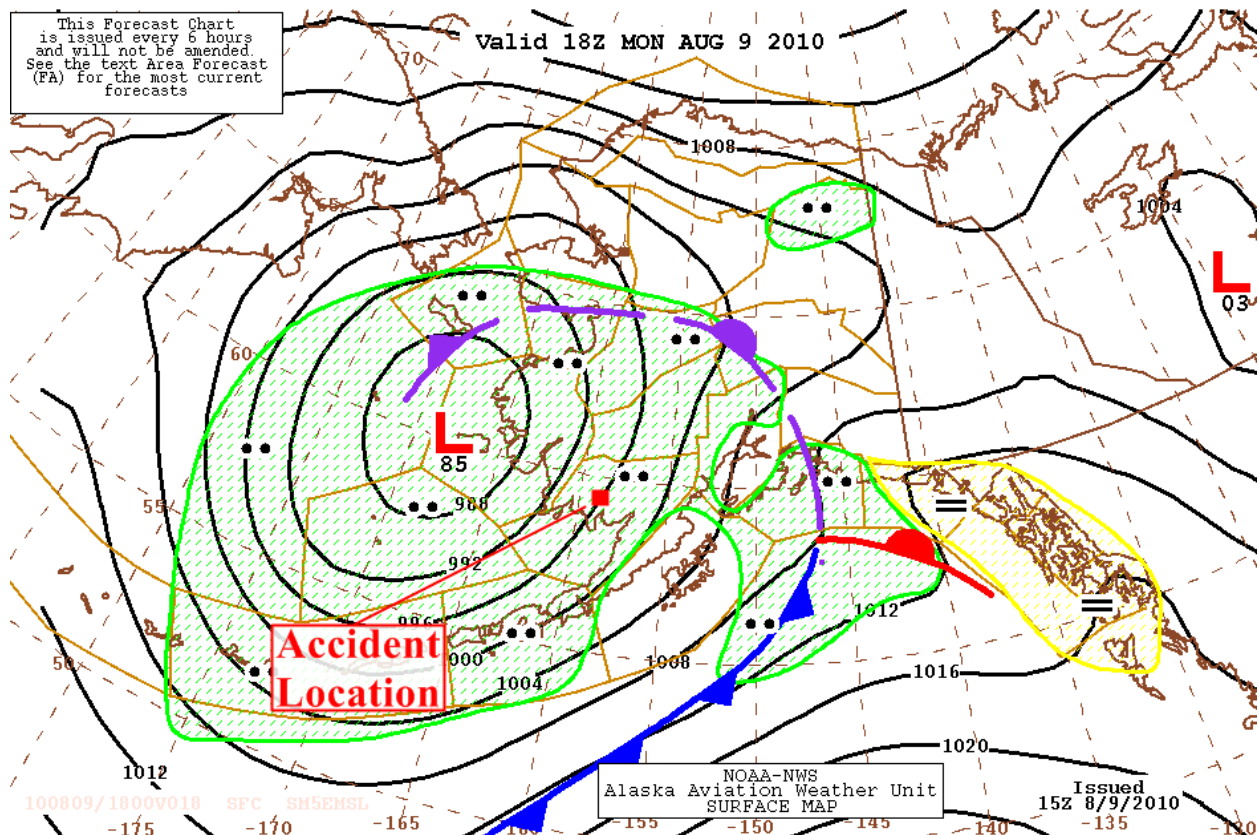 This Forecast Chart
is issued every 6 hours
and will not be amended.
See the text Area Forecast
(FA) for the most current
forecasts
Valid 18Z MON AUG 9 2010
70
1008
65
1004
L
03
60
L
85
988
55
992
996
Accident
Location
000
1004
1008
1012
1016
50
1020
1012
NOAA-NWS
Alaska Aviation Weather Unit
SURFACE MAP
Issued
15Z 8/9/2010
100809/1800V018 SFC SM5EMSL
-175
-170
-165
-155
-150
-145
-140
-135
-130